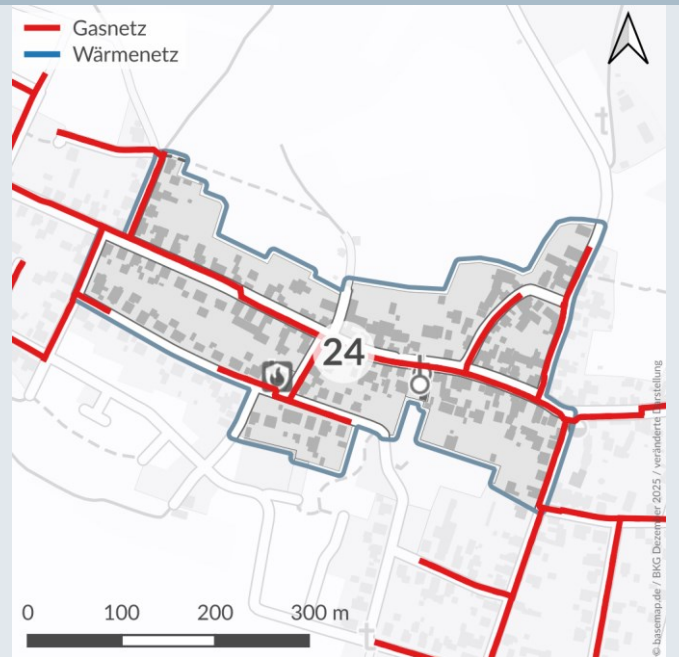 Gasnetz
Wärmenetz
24
0 100 200 300 m
© basemap.de / BKG Dezember 2025 / veränderte Darstellung